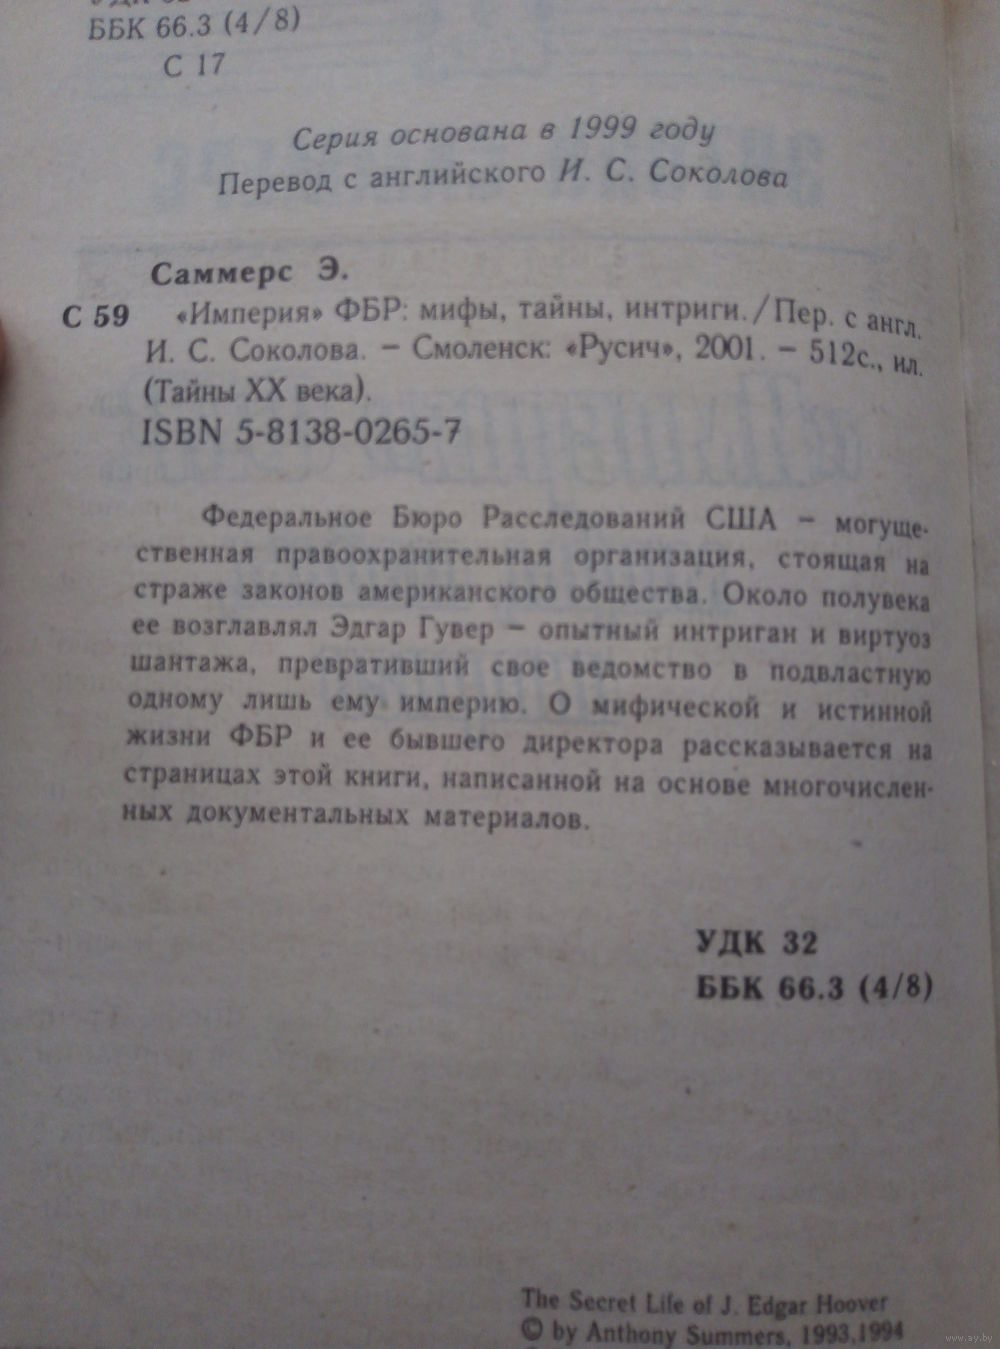 ББК 66.3 (4/8)
С 17
Серия основана в 1999 году
Перевод с английского И. С. Соколова
Саммерс Э.
С 59 «Империя» ФБР: мифы, тайны, интриги. / Пер. с англ.
И. С. Соколова. – Смоленск: «Русич», 2001. – 512с., ил.
(Тайны XX века).
ISBN 5-8138-0265-7
Федеральное Бюро Расследований США – могуще-
ственная правоохранительная организация, стоящая на
страже законов американского общества. Около полувека
ее возглавлял Эдгар Гувер – опытный интриган и виртуоз
шантажа, превративший свое ведомство в подвластную
одному лишь ему империю. О мифической и истинной
жизни ФБР и ее бывшего директора рассказывается на
страницах этой книги, написанной на основе многочислен-
ных документальных материалов.
УДК 32
ББК 66.3 (4/8)
The Secret Life of J. Edgar Hoover
© by Anthony Summers, 1993,1994
www.ay.by